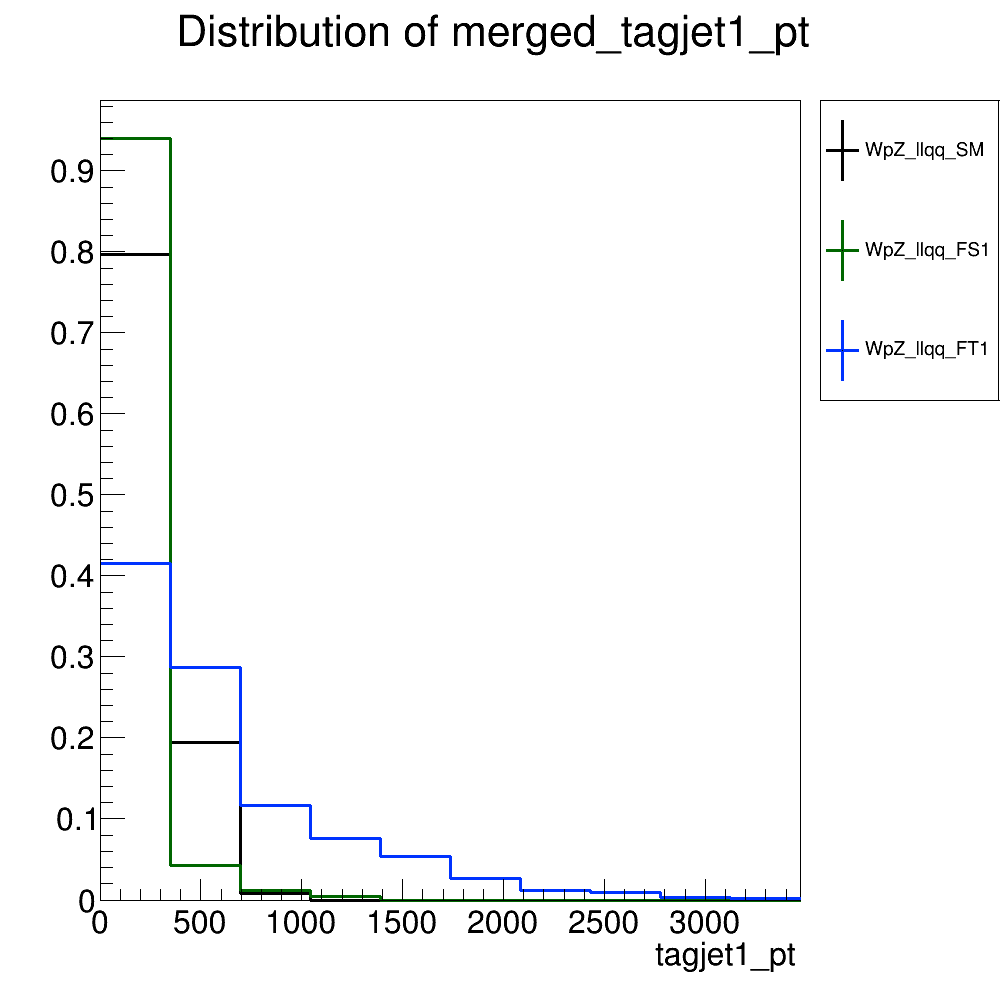 Distribution of merged_tagjet1_pt
WpZ_llqq_SM
WpZ_llqq_FS1
WpZ_llqq_FT1
0.9
0.8
0.7
0.6
0.5
0.4
0.3
0.2
0.1
0
0 500 1000 1500 2000 2500 3000
tagjet1_pt